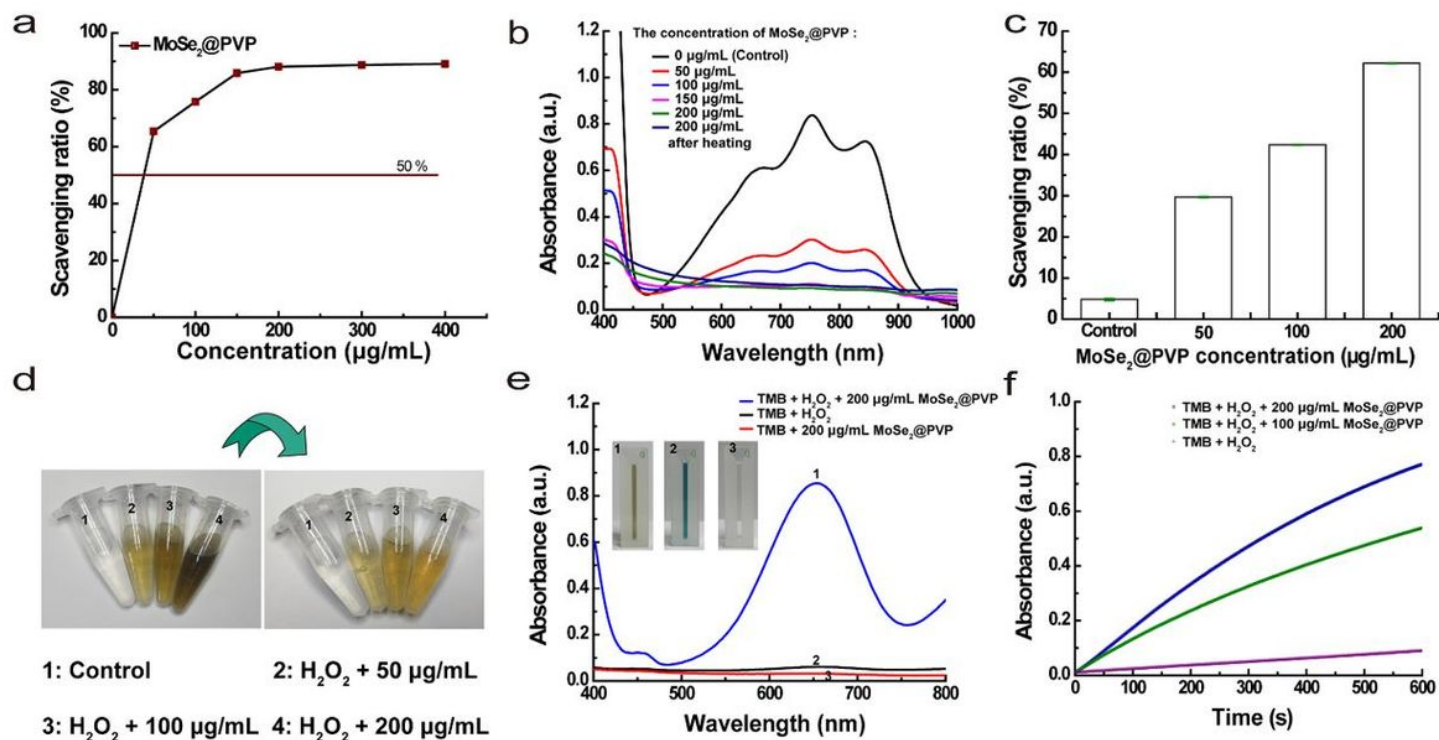 a
MoSe₂@PVP
Scavenging ratio (%)
100
90
80
70
60
50
40
30
20
10
0
50 %
0
100
200
300
400
500
Concentration (µg/mL)
b
The concentration of MoSe₂@PVP :
0 µg/mL (Control)
50 µg/mL
100 µg/mL
150 µg/mL
200 µg/mL
200 µg/mL
after heating
Absorbance (a.u.)
1.2
1.0
0.8
0.6
0.4
0.2
0.0
400
500
600
700
800
900
1000
Wavelength (nm)
c
Scavenging ratio (%)
70
60
50
40
30
20
10
0
Control
50
100
200
MoSe₂@PVP concentration (µg/mL)
d
1
2
3
4
1
2
3
4
1: Control
2: H₂O₂ + 50 µg/mL
3: H₂O₂ + 100 µg/mL
4: H₂O₂ + 200 µg/mL
e
TMB + H₂O₂ + 200 µg/mL MoSe₂@PVP
TMB + H₂O₂
TMB + 200 µg/mL MoSe₂@PVP
Absorbance (a.u.)
1.2
1.0
0.8
0.6
0.4
0.2
0.0
1
2
3
1
2
3
400
500
600
700
800
Wavelength (nm)
f
TMB + H₂O₂ + 200 µg/mL MoSe₂@PVP
TMB + H₂O₂ + 100 µg/mL MoSe₂@PVP
TMB + H₂O₂
Absorbance (a.u.)
1.0
0.8
0.6
0.4
0.2
0.0
0
100
200
300
400
500
600
Time (s)